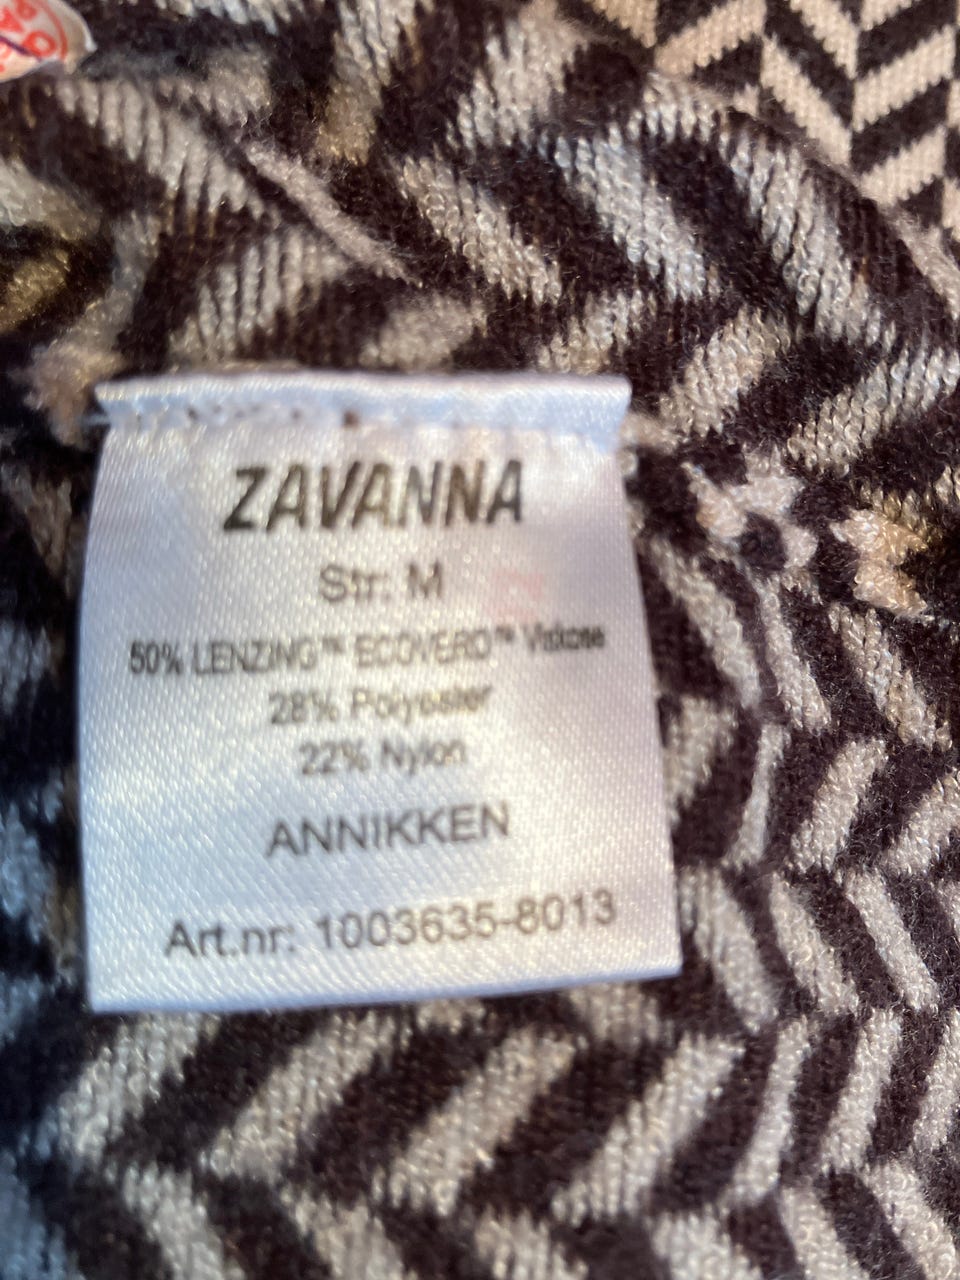 ZAVANNA
Str: M
50% LENZING™ ECOVERO™ Viskose
28% Polyester
22% Nylon
ANNIKKEN
Art.nr: 1003635-8013